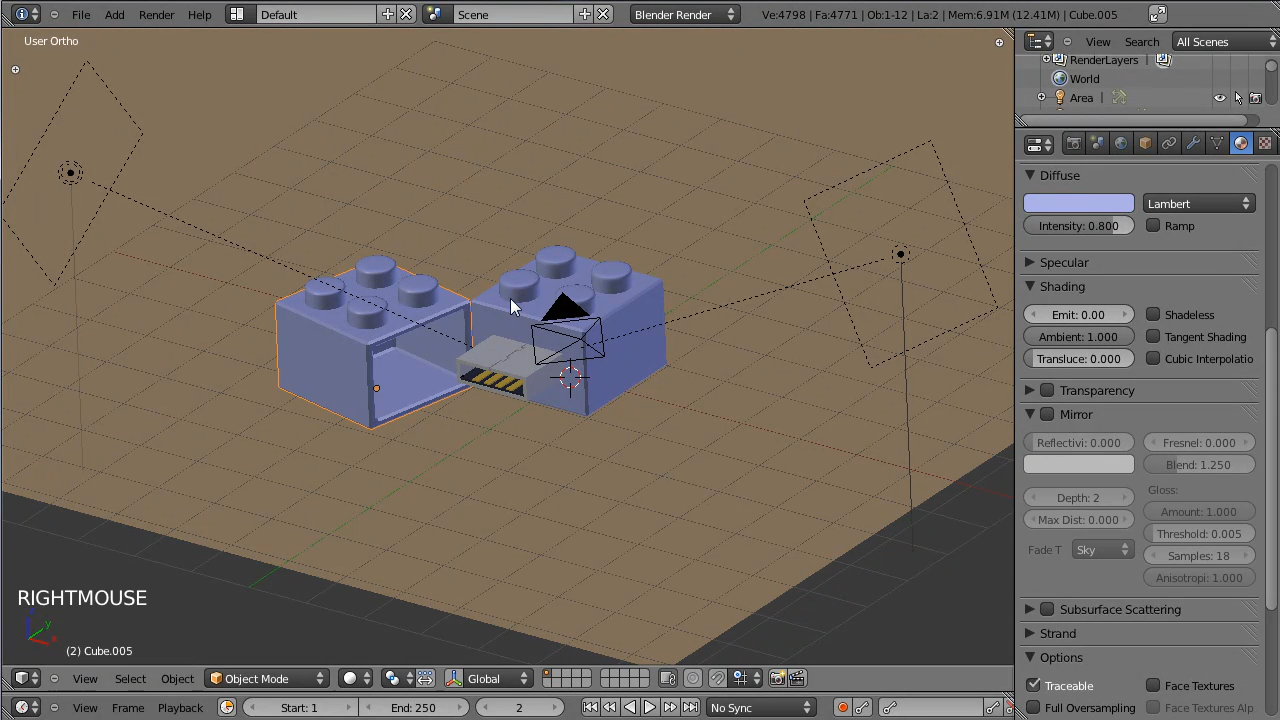 File Add Render Help Default Scene Blender Render Ve:4798 | Fa:4771 | Ob:1-12 | La:2 | Mem:6.91M (12.41M) | Cube.005
User Ortho
View Search All Scenes
RenderLayers |
World
Area |
Diffuse
Lambert
Intensity: 0.800 Ramp
Specular
Shading
Emit: 0.00 Shadeless
Ambient: 1.000 Tangent Shading
Transluce: 0.000 Cubic Interpolatio
Transparency
Mirror
Reflectivi: 0.000 Fresnel: 0.000
Blend: 1.250
Depth: 2 Gloss:
Max Dist: 0.000 Amount: 1.000
Threshold: 0.005
Fade T Sky Samples: 18
Anisotropi: 1.000
Subsurface Scattering
Strand
Options
Traceable Face Textures
Full Oversampling Face Textures Alp
RIGHTMOUSE
z
y
x
(2) Cube.005
View Select Object Object Mode Global
View Frame Playback Start: 1 End: 250 2 No Sync